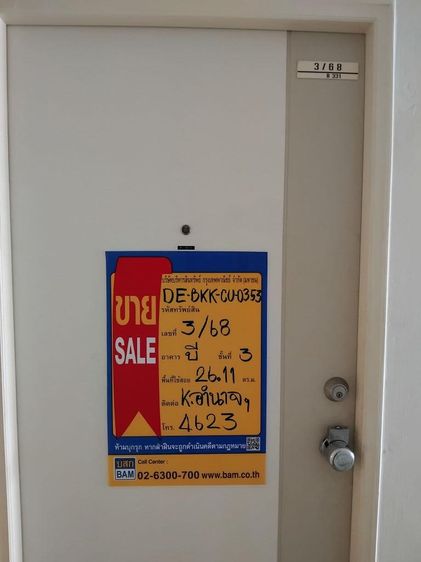 3/68
B 331
บริษัทบริหารสินทรัพย์ กรุงเทพพาณิชย์ จำกัด (มหาชน)
ขาย
SALE
DE-BKK-CU-0353
รหัสทรัพย์สิน
เลขที่ 3/68
อาคาร บี ชั้นที่ 3
พื้นที่ใช้สอย 26.11 ตร.ม.
ติดต่อ K.อำนาจๆ
โทร. 4623
ห้ามบุกรุก หากฝ่าฝืนจะถูกดำเนินคดีตามกฎหมาย
บสก
BAM
Call Center :
02-6300-700 www.bam.co.th